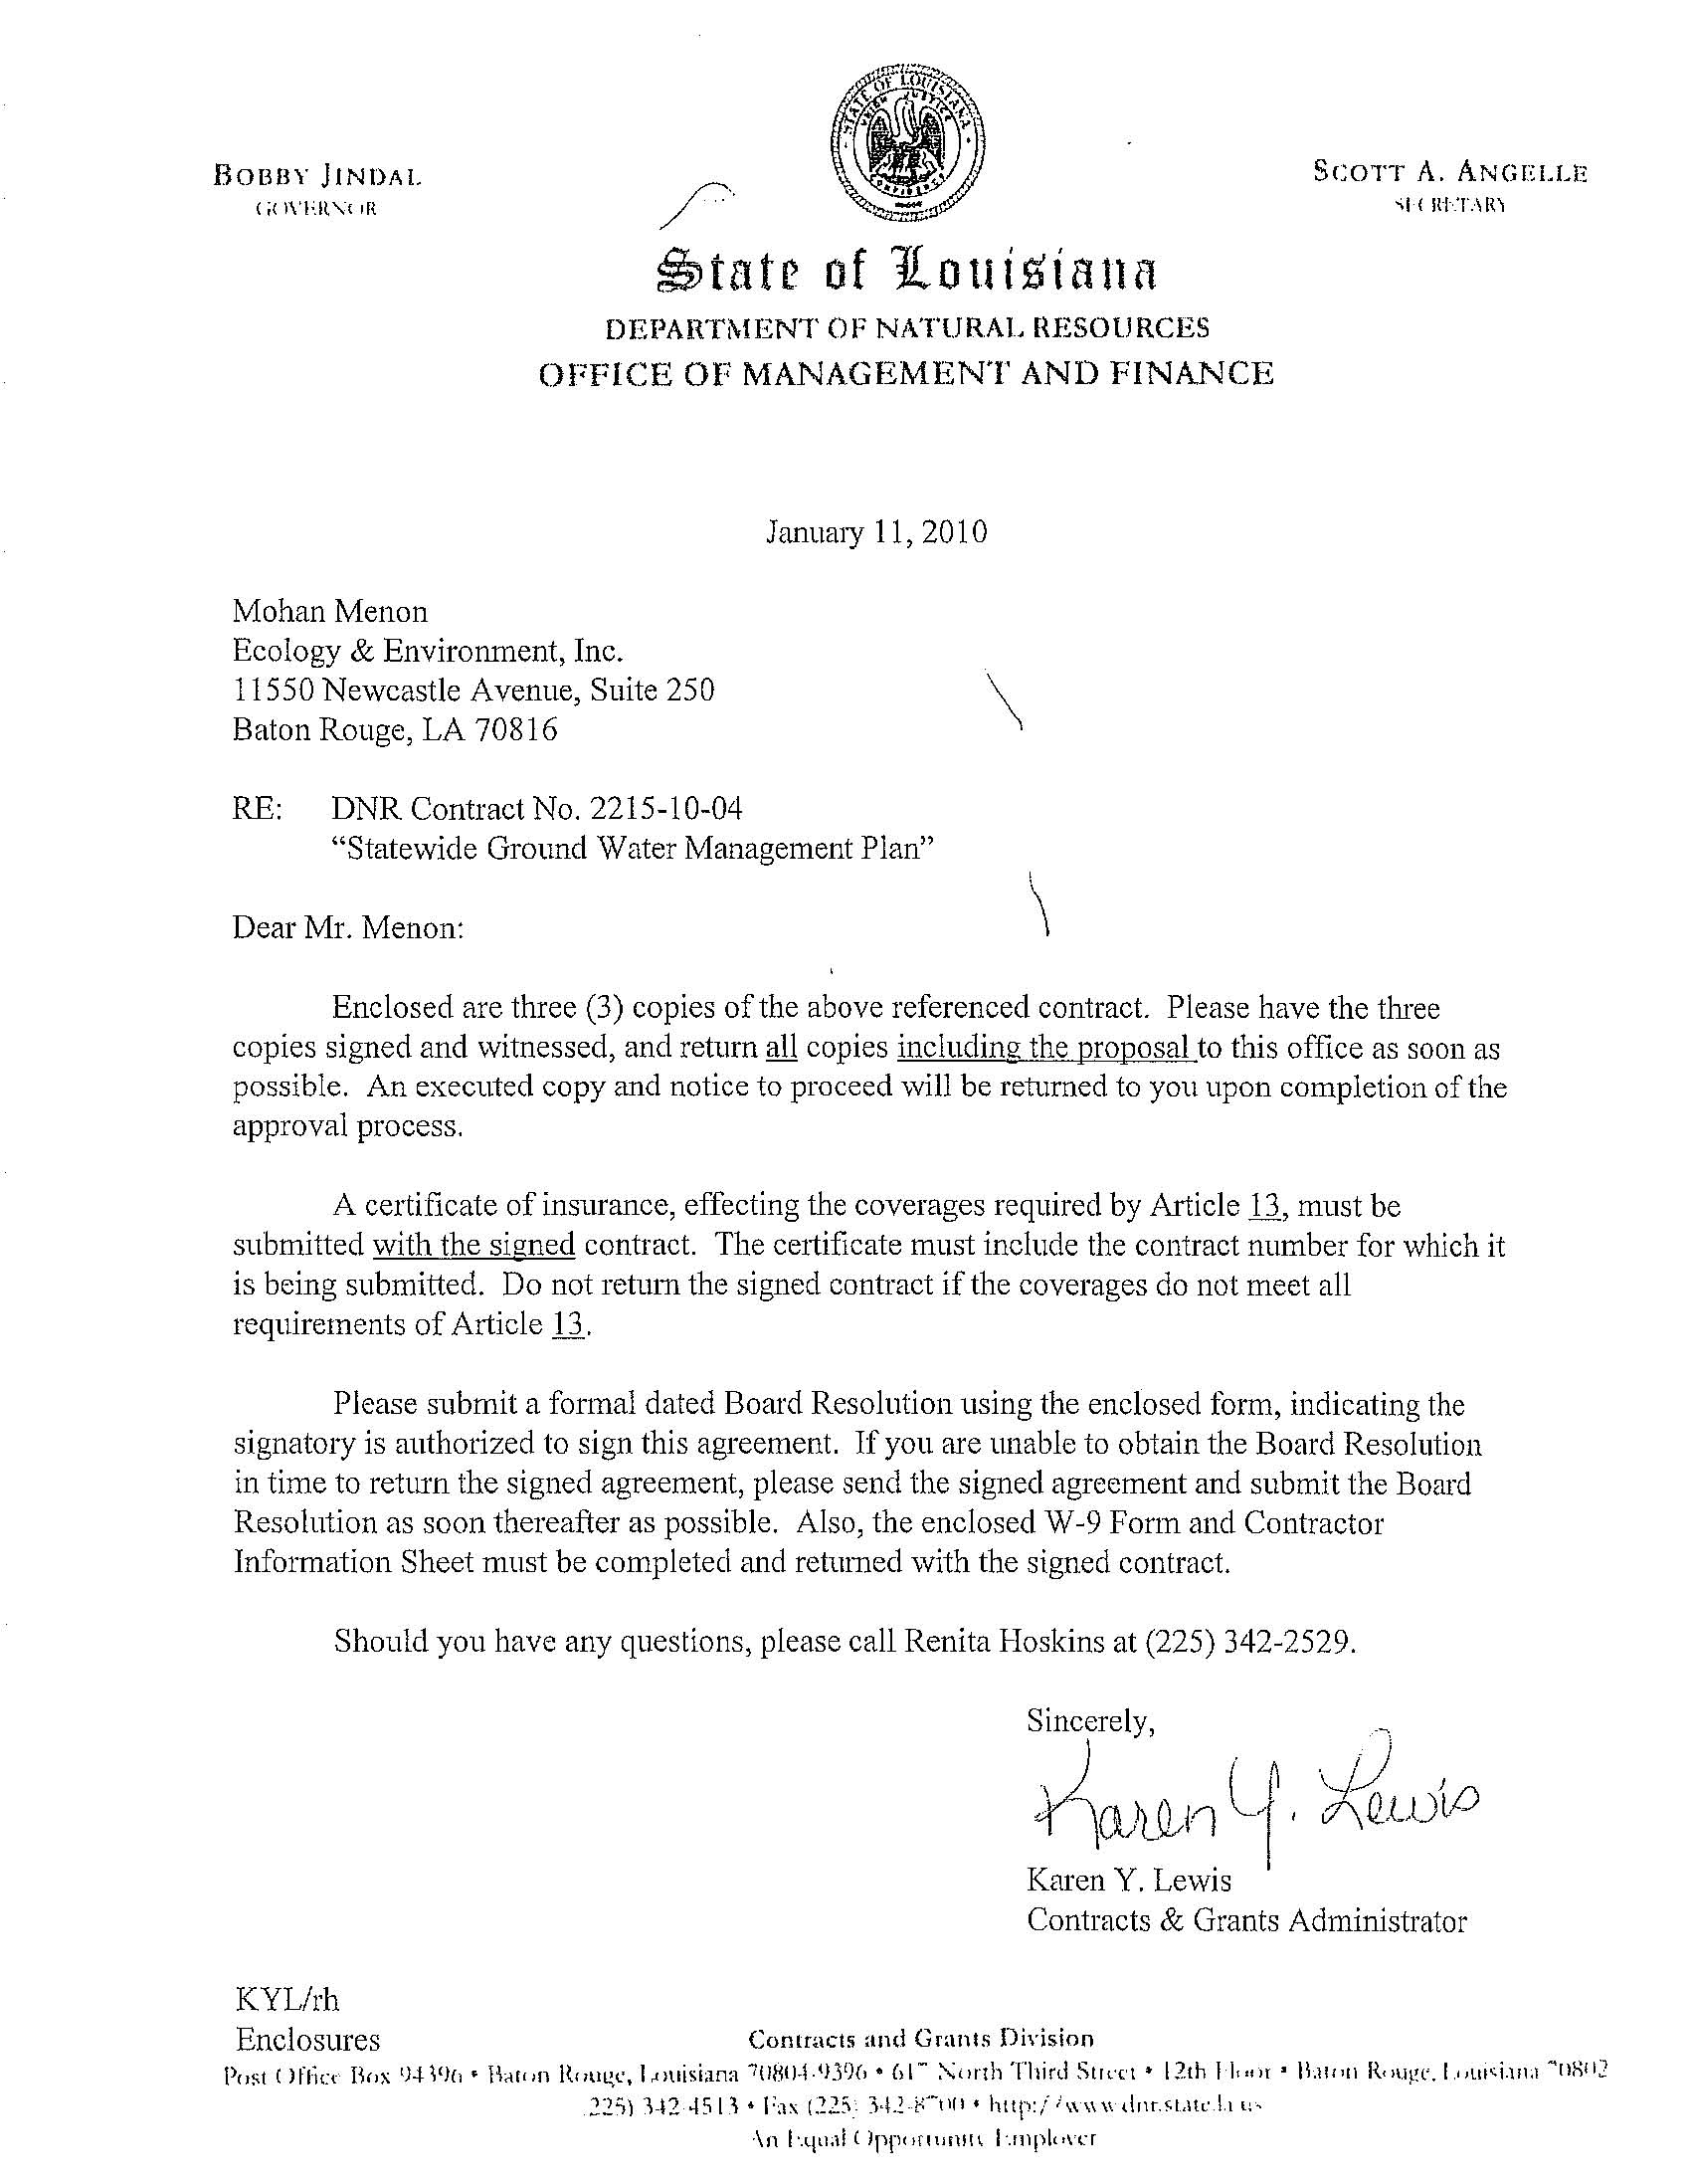 STATE OF LOUISIANA
UNION JUSTICE
CONFIDENCE
BOBBY JINDAL
GOVERNOR
SCOTT A. ANGELLE
SECRETARY
State of Louisiana
DEPARTMENT OF NATURAL RESOURCES
OFFICE OF MANAGEMENT AND FINANCE
January 11, 2010
Mohan Menon
Ecology & Environment, Inc.
11550 Newcastle Avenue, Suite 250
Baton Rouge, LA 70816
RE: DNR Contract No. 2215-10-04
“Statewide Ground Water Management Plan”
Dear Mr. Menon:
Enclosed are three (3) copies of the above referenced contract. Please have the three
copies signed and witnessed, and return all copies including the proposal to this office as soon as
possible. An executed copy and notice to proceed will be returned to you upon completion of the
approval process.
A certificate of insurance, effecting the coverages required by Article 13, must be
submitted with the signed contract. The certificate must include the contract number for which it
is being submitted. Do not return the signed contract if the coverages do not meet all
requirements of Article 13.
Please submit a formal dated Board Resolution using the enclosed form, indicating the
signatory is authorized to sign this agreement. If you are unable to obtain the Board Resolution
in time to return the signed agreement, please send the signed agreement and submit the Board
Resolution as soon thereafter as possible. Also, the enclosed W-9 Form and Contractor
Information Sheet must be completed and returned with the signed contract.
Should you have any questions, please call Renita Hoskins at (225) 342-2529.
Sincerely,
Karen Y. Lewis
Karen Y. Lewis
Contracts & Grants Administrator
KYL/rh
Enclosures
Contracts and Grants Division
Post Office Box 94396 • Baton Rouge, Louisiana 70804-9396 • 617 North Third Street • 12th Floor • Baton Rouge, Louisiana 70802
(225) 342-4513 • Fax (225) 342-8700 • http://www.dnr.state.la.us
An Equal Opportunity Employer